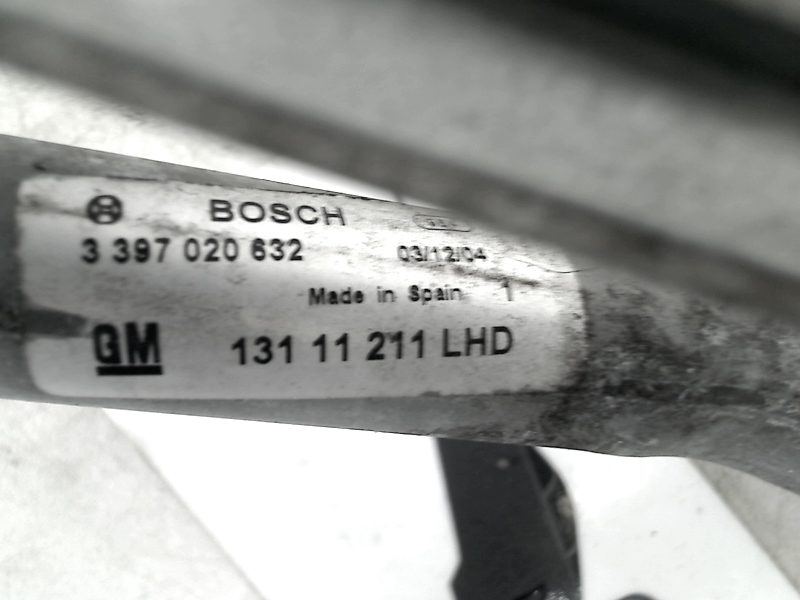 BOSCH
3 397 020 632 03/12/04
Made in Spain 1
GM 131 11 211 LHD